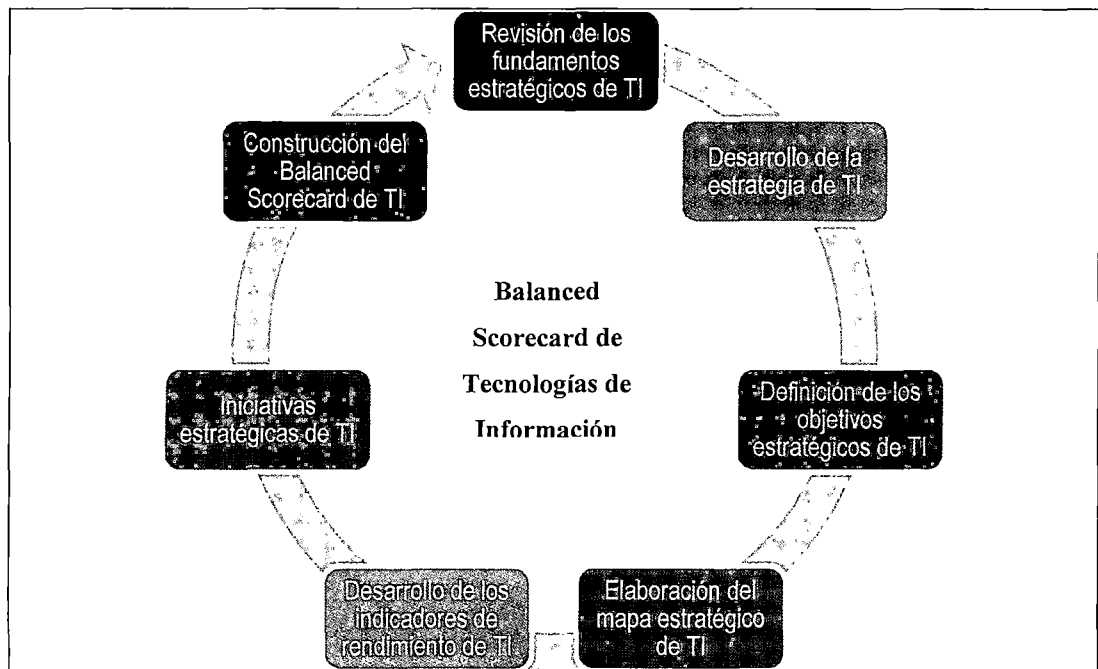 Revisión de los
fundamentos
estratégicos de TI
Desarrollo de la
estrategia de TI
Definición de los
objetivos
estratégicos de TI
Elaboración del
mapa estratégico
de TI
Desarrollo de los
indicadores de
rendimiento de TI
Iniciativas
estratégicas de TI
Construcción del
Balanced
Scorecard de TI
Balanced
Scorecard de
Tecnologías de
Información